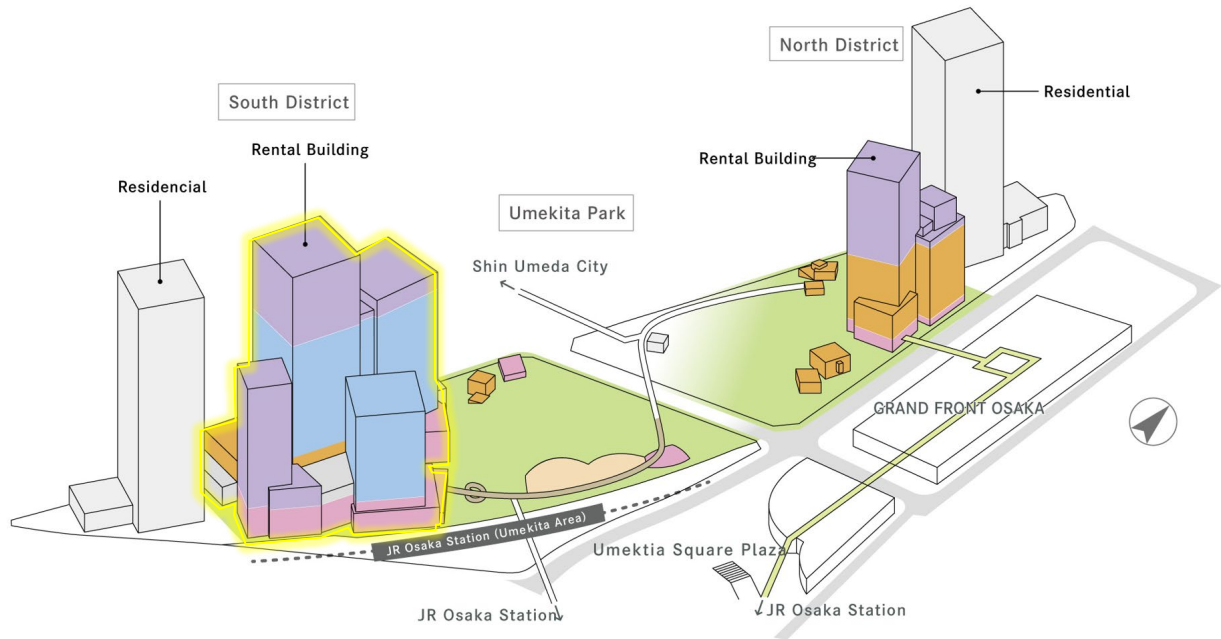 North District
South District
Residential
Rental Building
Rental Building
Residencial
Umekita Park
Shin Umeda City
GRAND FRONT OSAKA
JR Osaka Station (Umekita Area)
Umektia Square Plaza
JR Osaka Station
JR Osaka Station